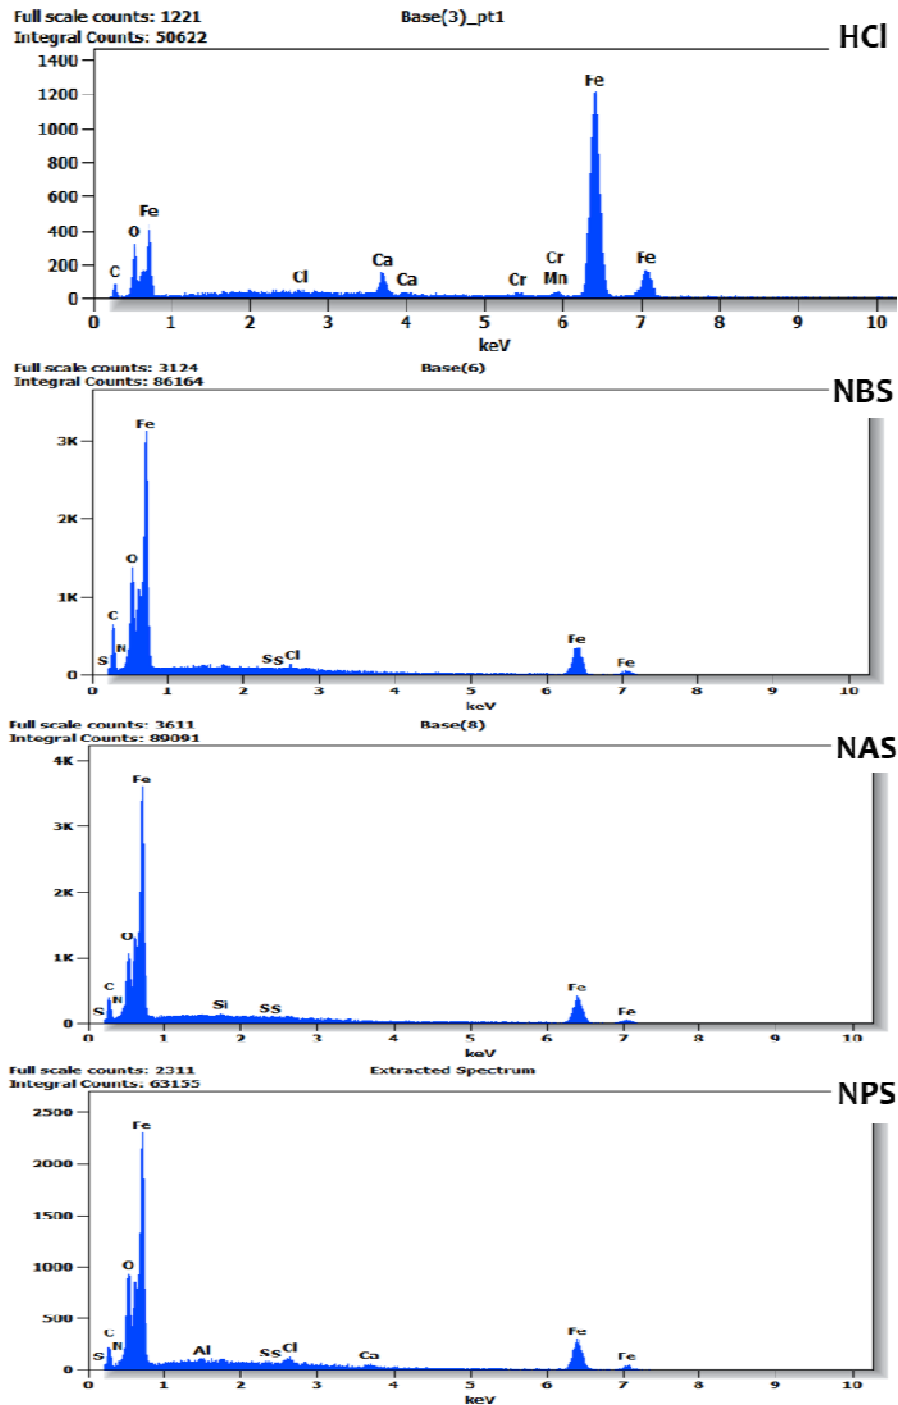 Full scale counts: 1221 Base(3)_pt1
Integral Counts: 50622 HCl
1400
1200
1000
800
600
400
200
0
Fe
Fe
O
C
Cl
Ca
Ca
Cr
Cr
Mn
Fe
0 1 2 3 4 5 6 7 8 9 10
keV
Full scale counts: 3124 Base(6)
Integral Counts: 86164 NBS
3K
2K
1K
0
Fe
O
C
S
N
S S Cl
Fe
Fe
0 1 2 3 4 5 6 7 8 9 10
keV
Full scale counts: 3611 Base(8)
Integral Counts: 89091 NAS
4K
3K
2K
1K
0
Fe
O
C
S
N
Si
S S
Fe
Fe
0 1 2 3 4 5 6 7 8 9 10
keV
Full scale counts: 2311 Extracted Spectrum
Integral Counts: 63155 NPS
2500
2000
1500
1000
500
0
Fe
O
C
S
N
Al
S S Cl
Ca
Fe
Fe
0 1 2 3 4 5 6 7 8 9 10
keV